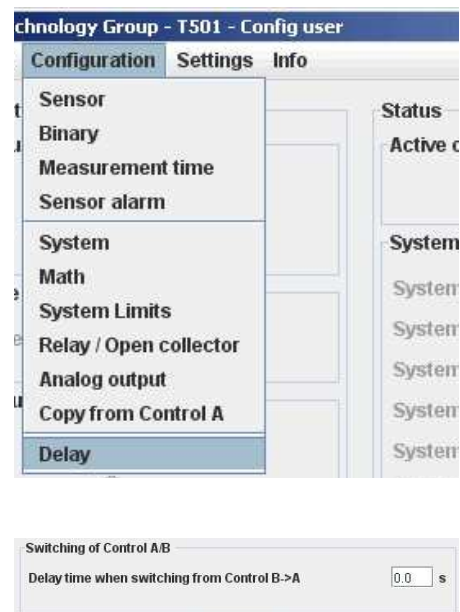 chnology Group - T501 - Config user
Configuration Settings Info
Sensor
Binary
Measurement time
Sensor alarm
System
Math
System Limits
Relay / Open collector
Analog output
Copy from Control A
Delay
Status
Active
System
System
System
System
System
System
Switching of Control A/B
Delay time when switching from Control B->A
0.0 s